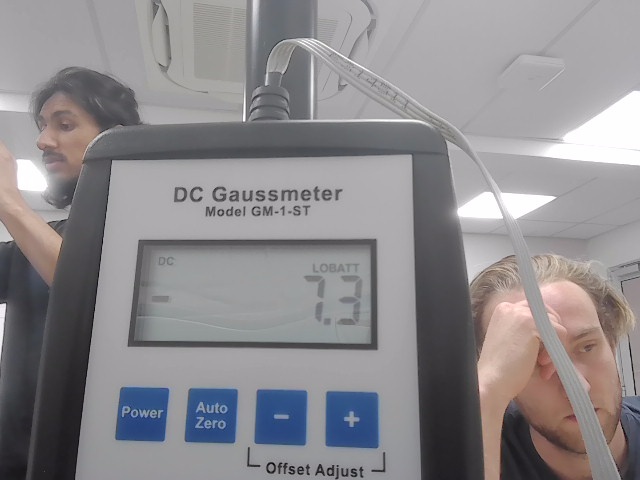 DC Gaussmeter
Model GM-1-ST
DC
LOBATT
- 7.3
Power
Auto
Zero
-
+
Offset Adjust